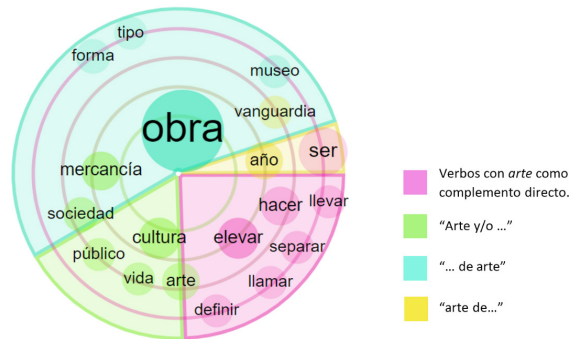 tipo
forma
museo
vanguardia
obra
ser
año
mercancía
llevar
hacer
sociedad
cultura
elevar
separar
público
vida
arte
llamar
definir
Verbos con arte como
complemento directo.
“Arte y/o ...”
“... de arte”
“arte de...”